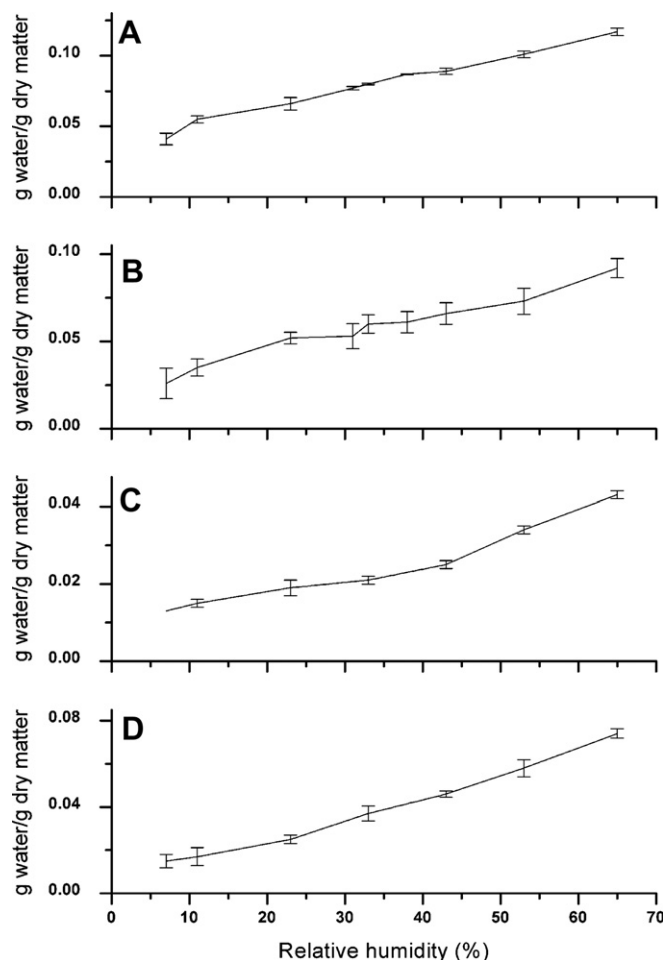 A
0.10
0.05
0.00
g water/g dry matter
B
0.10
0.05
0.00
g water/g dry matter
C
0.04
0.02
0.00
g water/g dry matter
D
0.08
0.04
0.00
g water/g dry matter
0 10 20 30 40 50 60 70
Relative humidity (%)